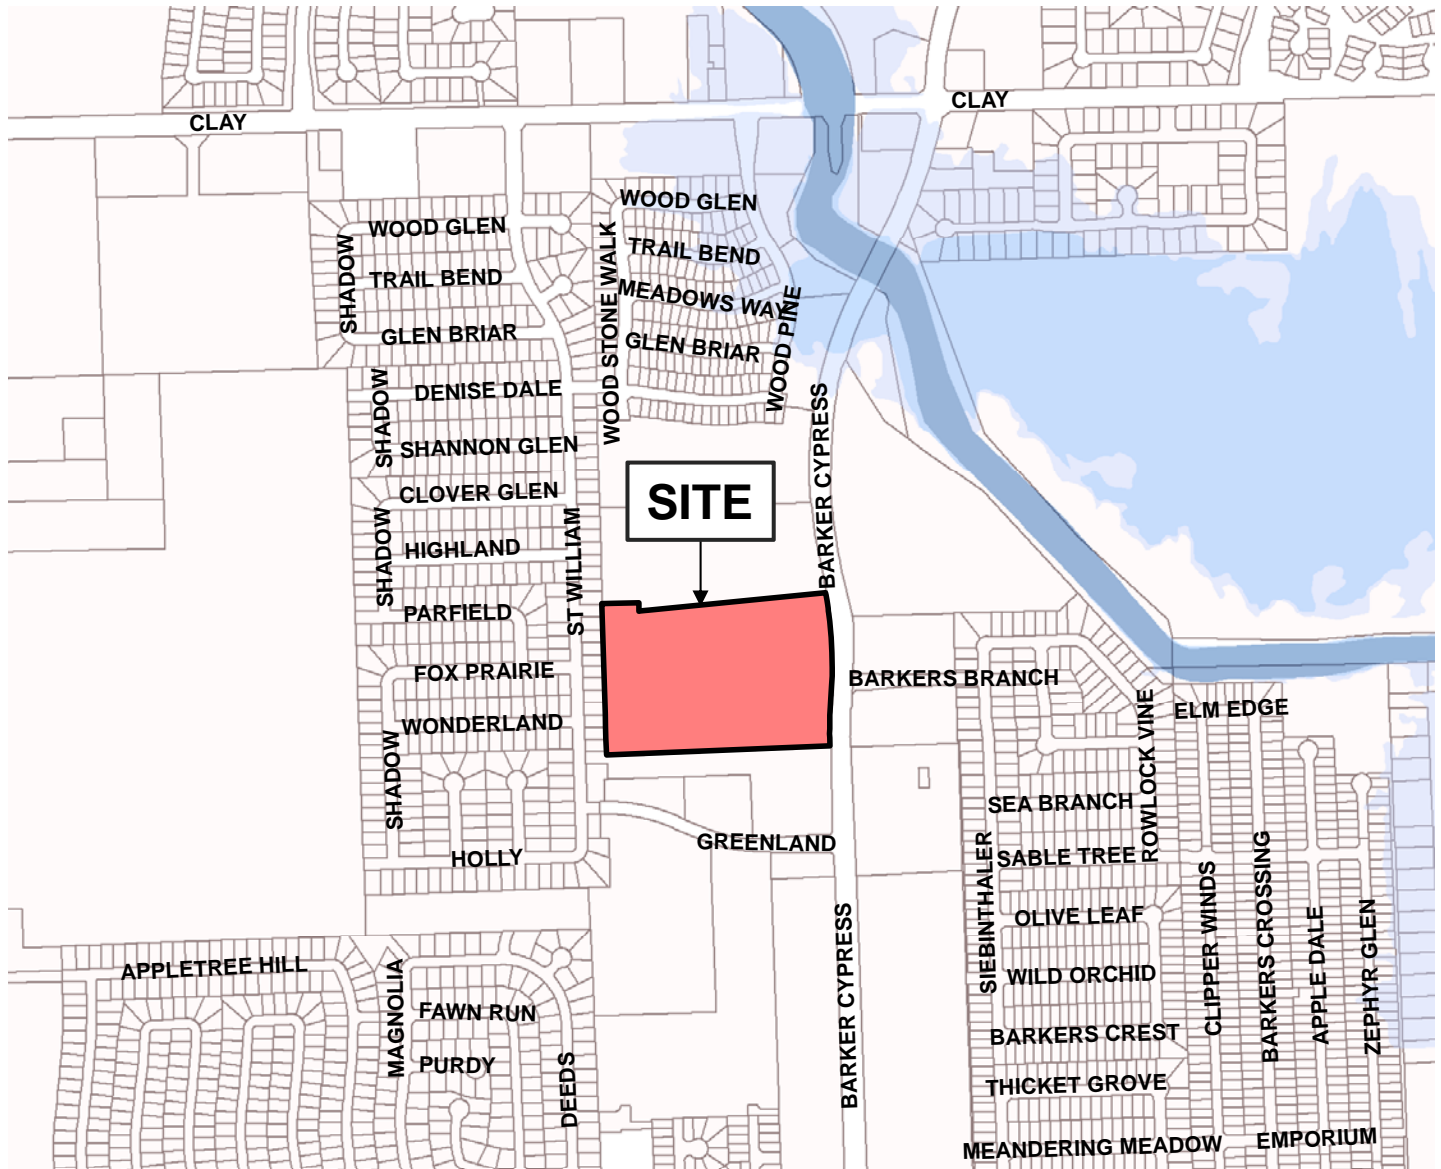 CLAY
CLAY
WOOD GLEN
WOOD GLEN
SHADOW
TRAIL BEND
TRAIL BEND
WOOD STONE WALK
MEADOWS WAY
WOOD PINE
GLEN BRIAR
GLEN BRIAR
SHADOW
DENISE DALE
BARKER CYPRESS
SHANNON GLEN
CLOVER GLEN
SITE
SHADOW
HIGHLAND
ST WILLIAM
PARFIELD
FOX PRAIRIE
BARKERS BRANCH
WONDERLAND
ELM EDGE
ROWLOCK VINE
SHADOW
SEA BRANCH
GREENLAND
HOLLY
SABLE TREE
SIEBINTHALER
CLIPPER WINDS
BARKERS CROSSING
APPLE DALE
ZEPHYR GLEN
OLIVE LEAF
BARKER CYPRESS
APPLETREE HILL
MAGNOLIA
WILD ORCHID
FAWN RUN
BARKERS CREST
PURDY
DEEDS
THICKET GROVE
MEANDERING MEADOW
EMPORIUM